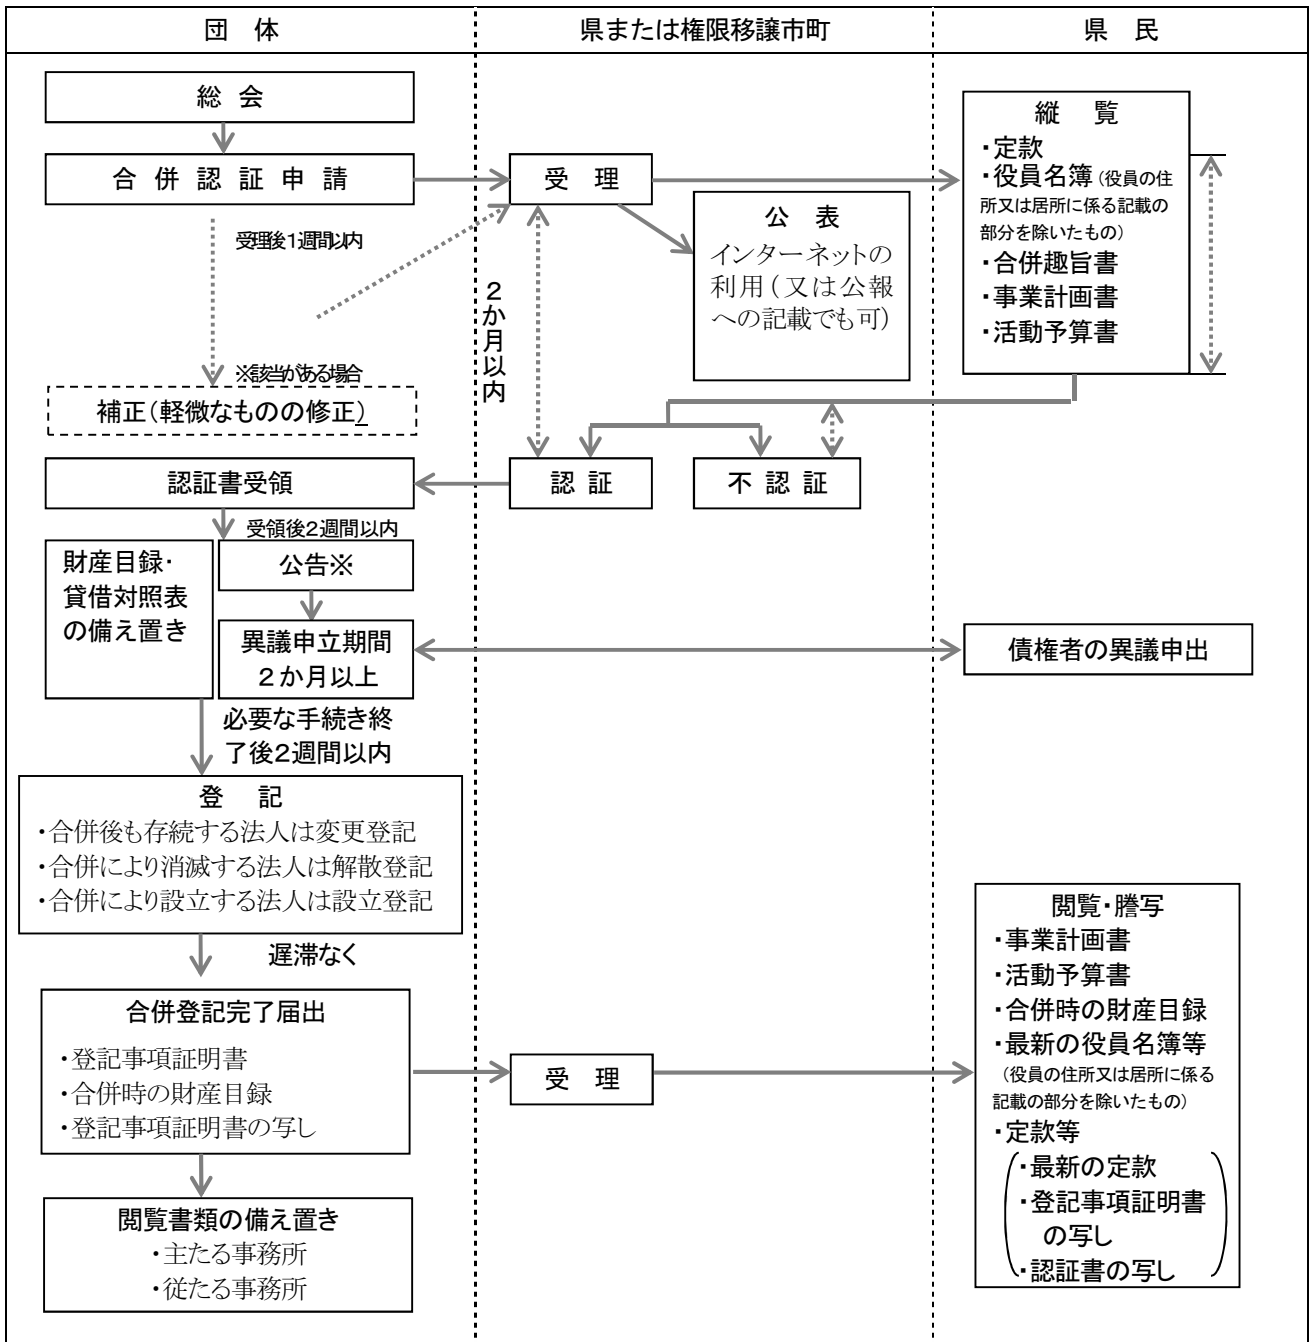 団 体
県または権限移譲市町
県 民
総 会
合 併 認 証 申 請
受 理
縦 覧
・定款
・役員名簿（役員の住
所又は居所に係る記載の
部分を除いたもの）
・合併趣旨書
・事業計画書
・活動予算書
公 表
インターネットの
利用（又は公報
への記載でも可）
受理後1週間以内
2か月以内
※該当がある場合
補正（軽微なものの修正）
認証書受領
認 証
不 認 証
受領後2週間以内
財産目録・
貸借対照表
の備え置き
公告※
異議申立期間
2か月以上
債権者の異議申出
必要な手続き終
了後2週間以内
登 記
・合併後も存続する法人は変更登記
・合併により消滅する法人は解散登記
・合併により設立する法人は設立登記
遅滞なく
合併登記完了届出
・登記事項証明書
・合併時の財産目録
・登記事項証明書の写し
受 理
閲覧・謄写
・事業計画書
・活動予算書
・合併時の財産目録
・最新の役員名簿等
（役員の住所又は居所に係る
記載の部分を除いたもの）
・定款等
・最新の定款
・登記事項証明書
の写し
・認証書の写し
閲覧書類の備え置き
・主たる事務所
・従たる事務所